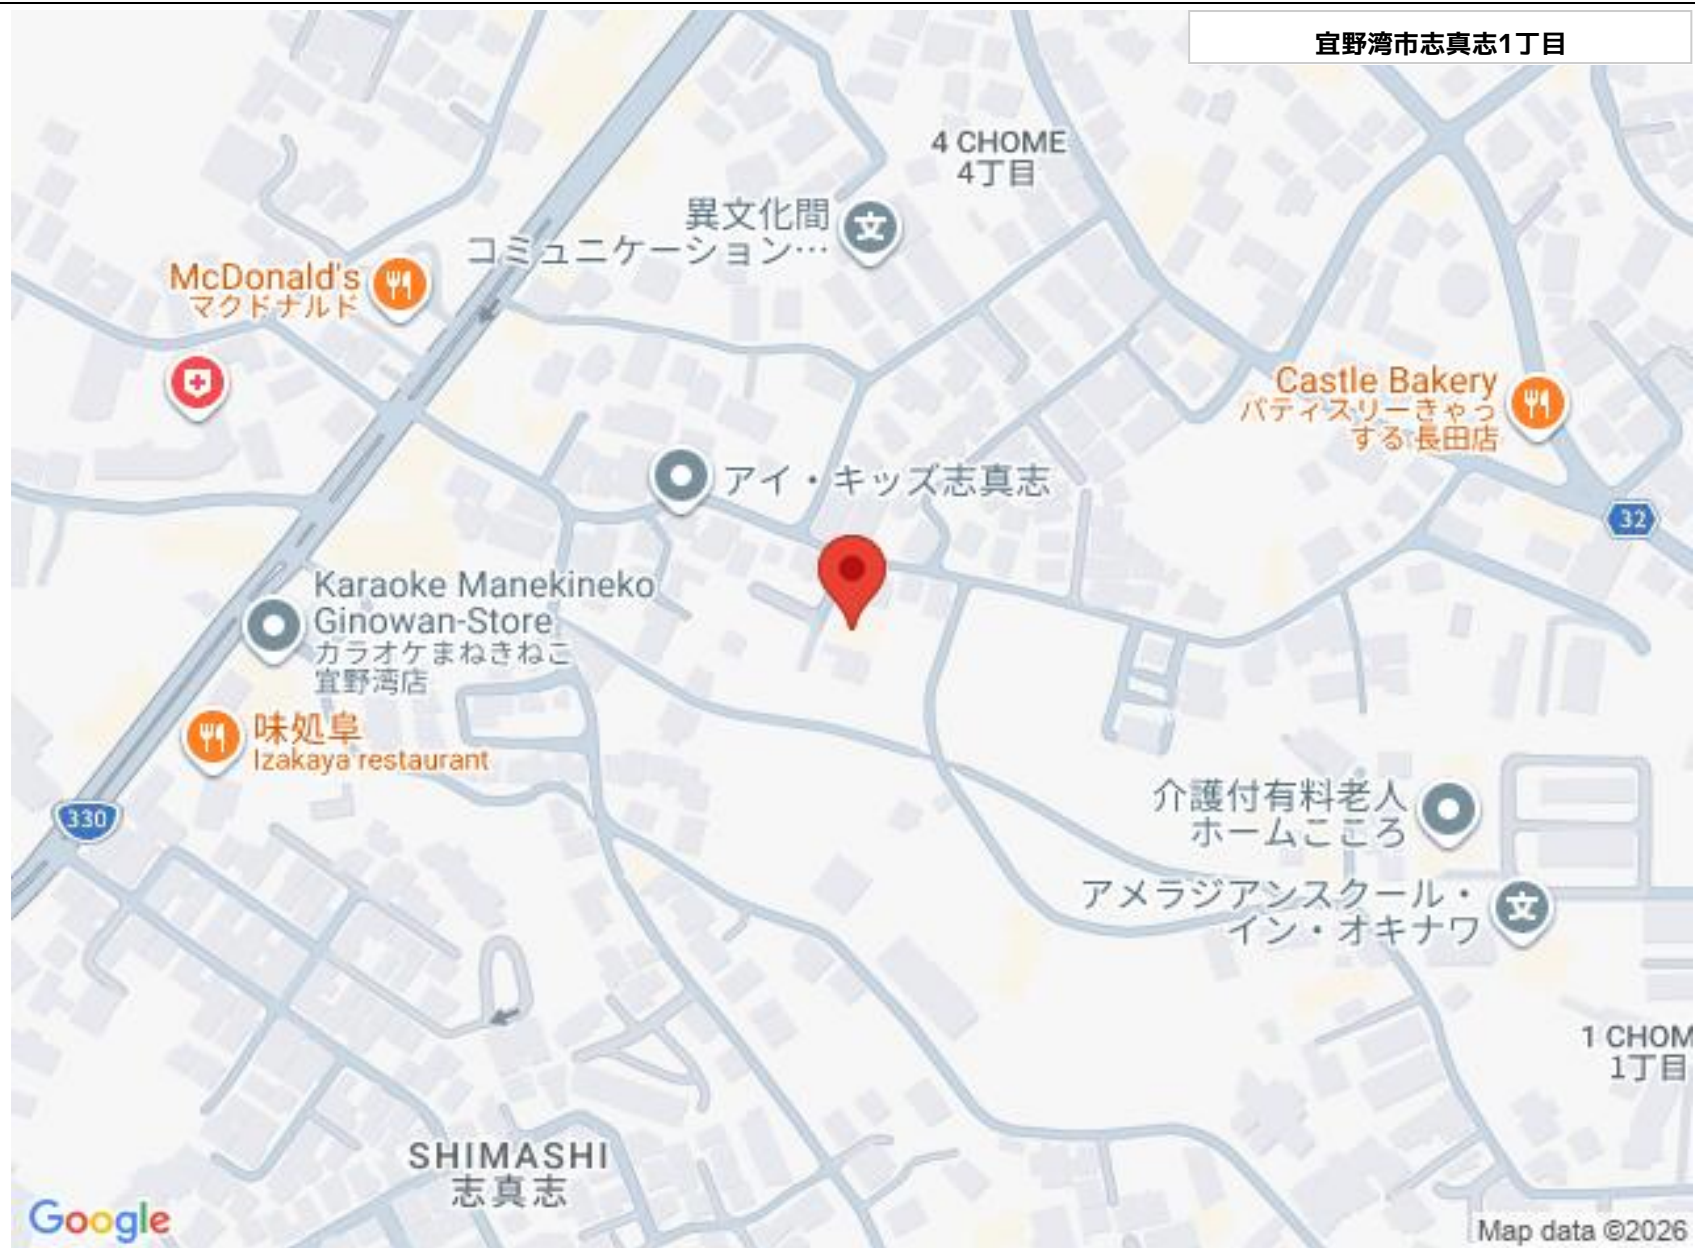 宜野湾市志真志1丁目
4 CHOME
4丁目
異文化間
コミュニケーション…
McDonald's
マクドナルド
Castle Bakery
パティスリーきゃっ
する 長田店
アイ・キッズ志真志
32
Karaoke Manekineko
Ginowan-Store
カラオケまねきねこ
宜野湾店
味処阜
Izakaya restaurant
330
介護付有料老人
ホームこころ
アメラジアンスクール・
イン・オキナワ
1 CHOM
1丁目
SHIMASHI
志真志
Google
Map data ©2026